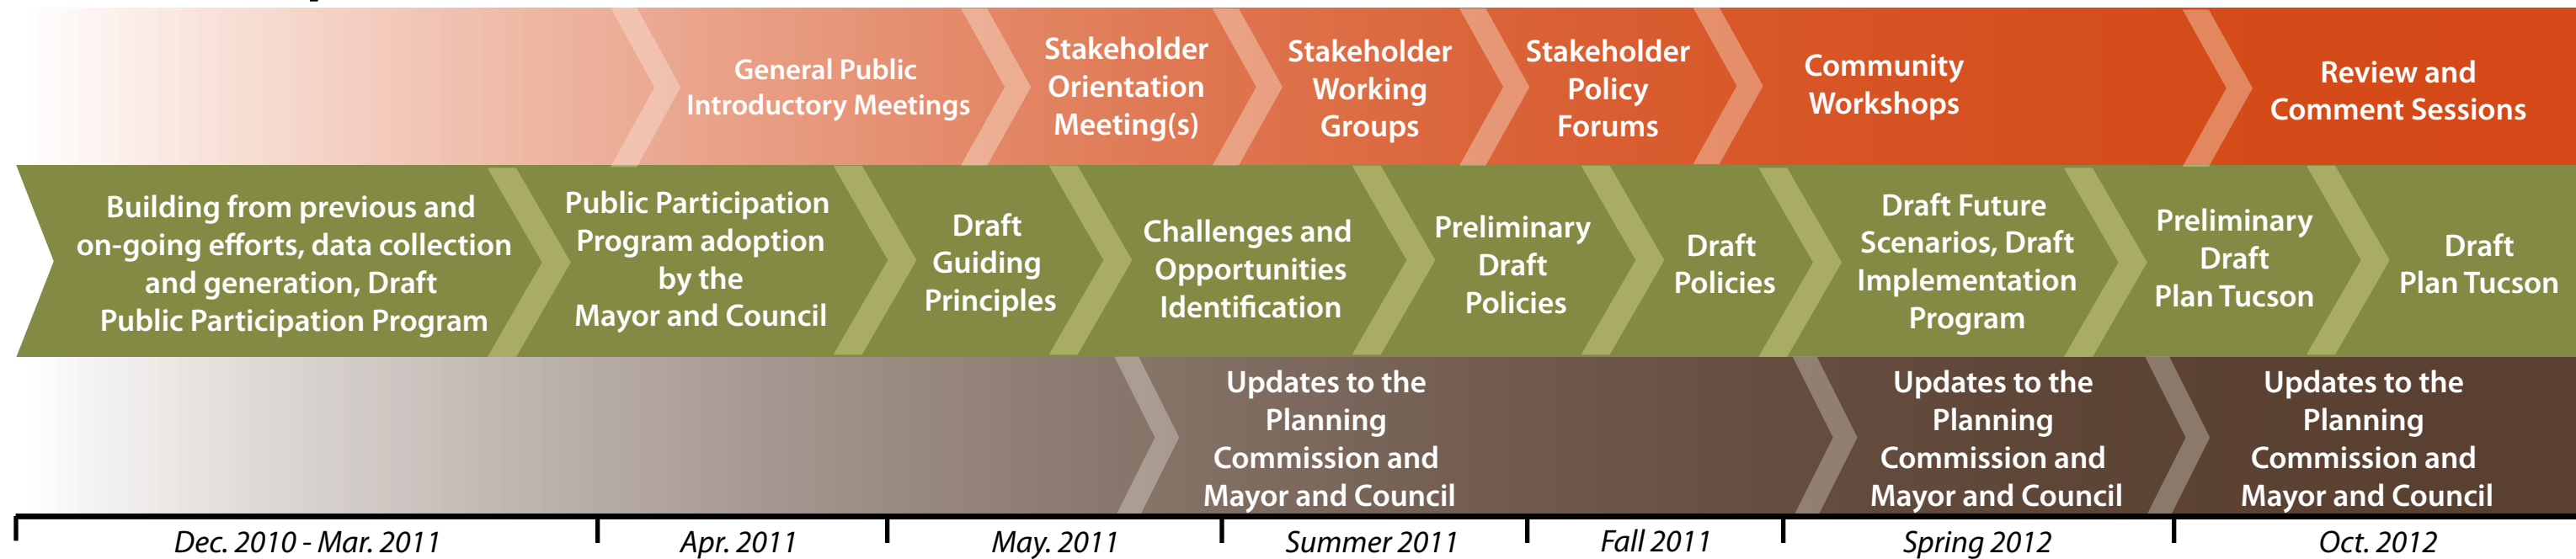 General Public
Introductory Meetings
Stakeholder
Orientation
Meeting(s)
Stakeholder
Working
Groups
Stakeholder
Policy
Forums
Community
Workshops
Review and
Comment Sessions
Building from previous and
on-going efforts, data collection
and generation, Draft
Public Participation Program
Public Participation
Program adoption
by the
Mayor and Council
Draft
Guiding
Principles
Challenges and
Opportunities
Identification
Preliminary
Draft
Policies
Draft
Policies
Draft Future
Scenarios, Draft
Implementation
Program
Preliminary
Draft
Plan Tucson
Draft
Plan Tucson
Updates to the
Planning
Commission and
Mayor and Council
Updates to the
Planning
Commission and
Mayor and Council
Updates to the
Planning
Commission and
Mayor and Council
Dec. 2010 - Mar. 2011
Apr. 2011
May. 2011
Summer 2011
Fall 2011
Spring 2012
Oct. 2012